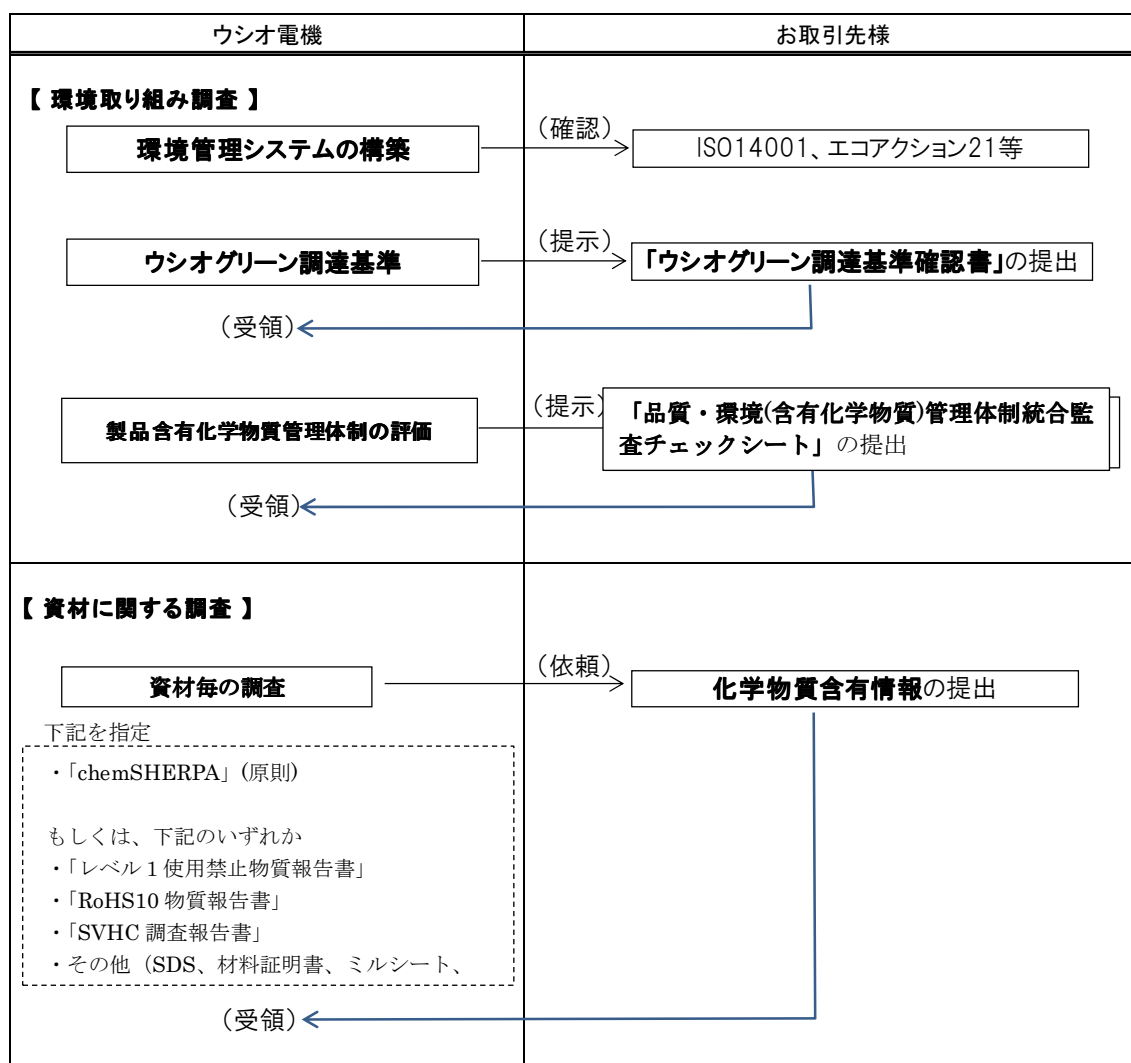 ウシオ電機
お取引先様
【 環境取り組み調査 】
環境管理システムの構築
（確認）
ISO14001、エコアクション21等
ウシオグリーン調達基準
（提示）
「ウシオグリーン調達基準確認書」の提出
（受領）
製品含有化学物質管理体制の評価
（提示）
「品質・環境(含有化学物質)管理体制統合監
査チェックシート」の提出
（受領）
【 資材に関する調査 】
資材毎の調査
（依頼）
化学物質含有情報の提出
下記を指定
・「chemSHERPA」(原則)
もしくは、下記のいずれか
・「レベル 1 使用禁止物質報告書」
・「RoHS10 物質報告書」
・「SVHC 調査報告書」
・その他（SDS、材料証明書、ミルシート、
（受領）